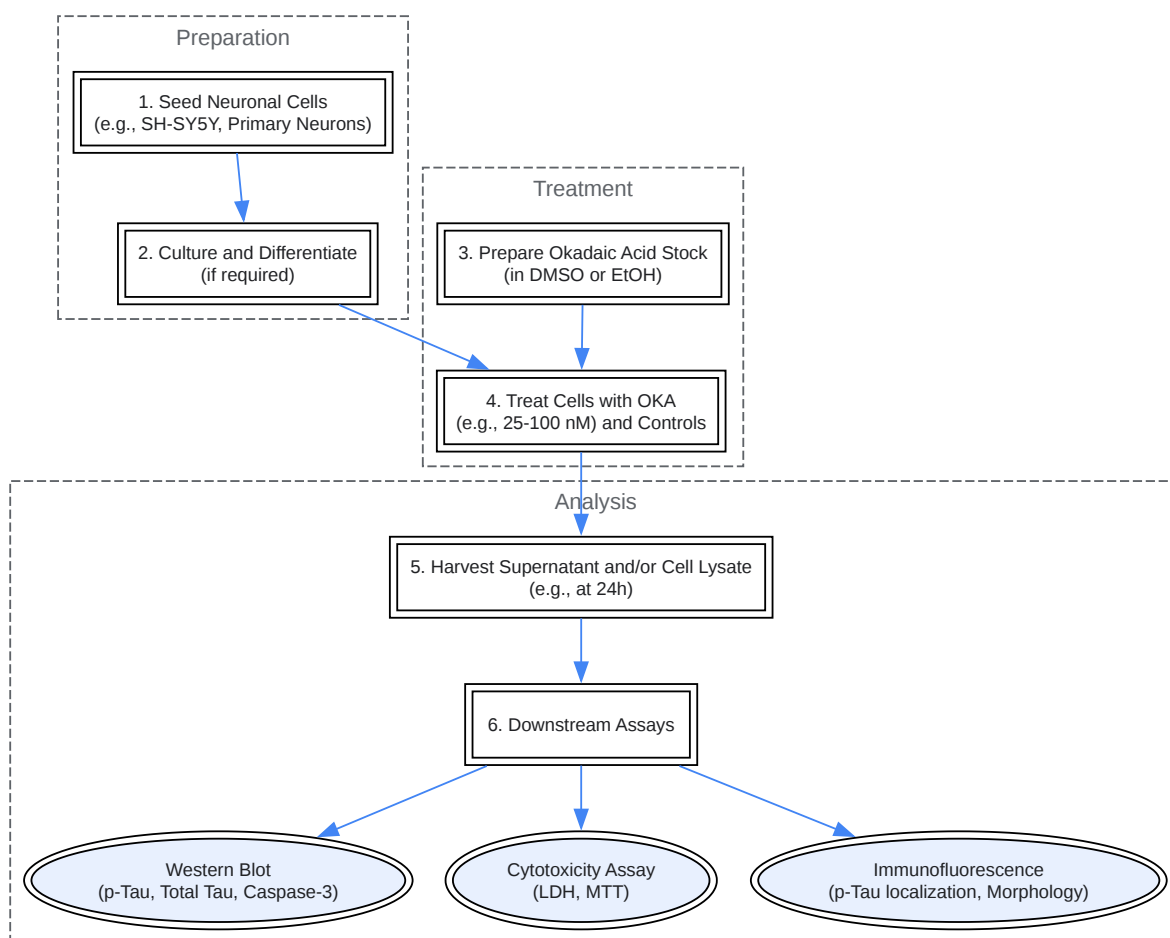 Preparation
1. Seed Neuronal Cells
(e.g., SH-SY5Y, Primary Neurons)
2. Culture and Differentiate
(if required)
Treatment
3. Prepare Okadaic Acid Stock
(in DMSO or EtOH)
4. Treat Cells with OKA
(e.g., 25-100 nM) and Controls
Analysis
5. Harvest Supernatant and/or Cell Lysate
(e.g., at 24h)
6. Downstream Assays
Western Blot
(p-Tau, Total Tau, Caspase-3)
Cytotoxicity Assay
(LDH, MTT)
Immunofluorescence
(p-Tau localization, Morphology)